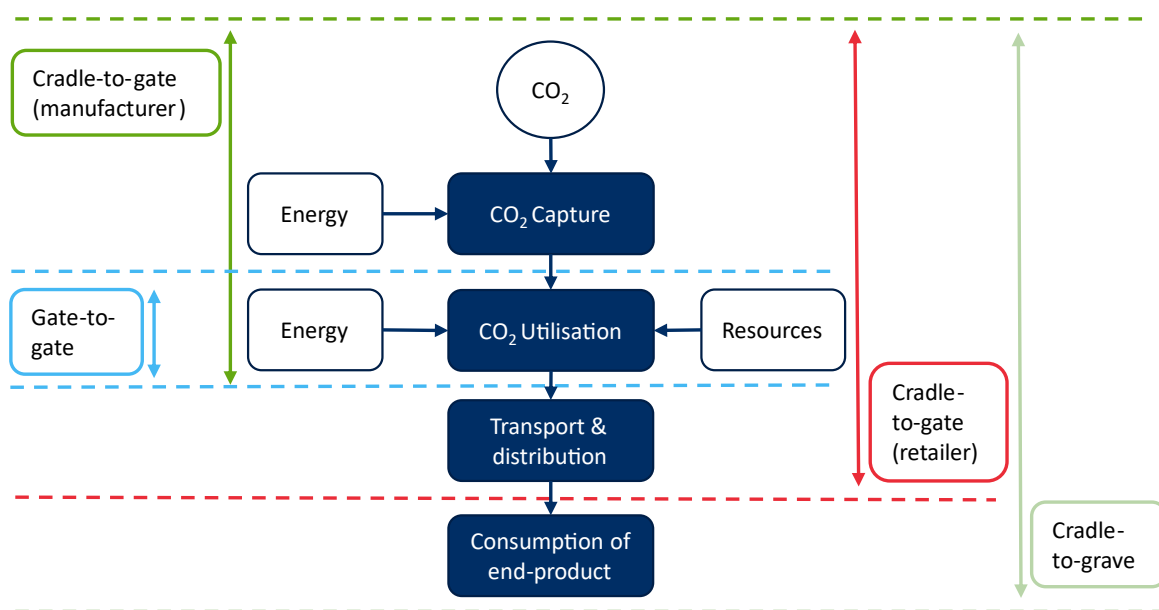 Cradle-to-gate
(manufacturer)
CO₂
Energy
CO₂ Capture
Gate-to-
gate
Energy
CO₂ Utilisation
Resources
Transport &
distribution
Cradle-
to-gate
(retailer)
Consumption of
end-product
Cradle-
to-grave